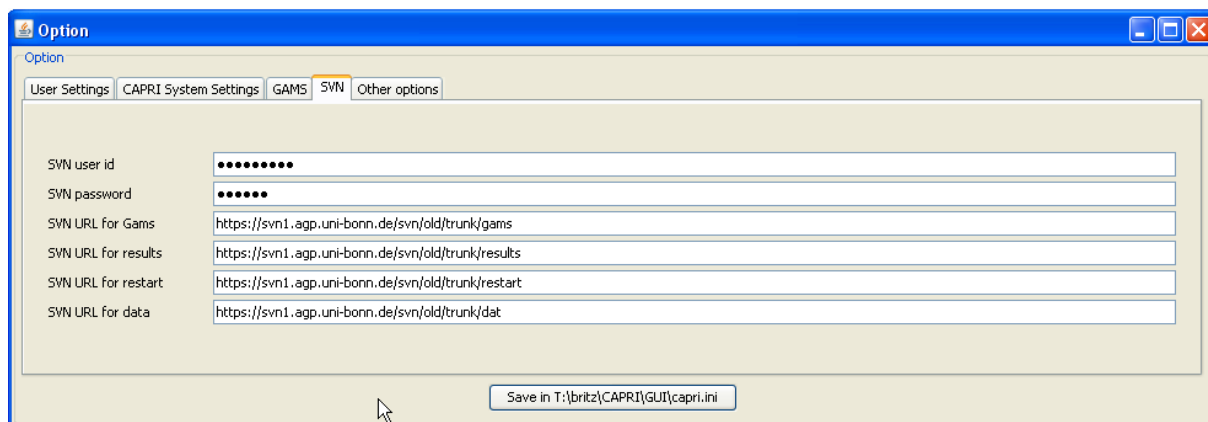 Option
Option
User Settings CAPRI System Settings GAMS SVN Other options
SVN user id ●●●●●●●●●
SVN password ●●●●●●
SVN URL for Gams https://svn1.agp.uni-bonn.de/svn/old/trunk/gams
SVN URL for results https://svn1.agp.uni-bonn.de/svn/old/trunk/results
SVN URL for restart https://svn1.agp.uni-bonn.de/svn/old/trunk/restart
SVN URL for data https://svn1.agp.uni-bonn.de/svn/old/trunk/dat
Save in T:\britz\CAPRI\GUI\capri.ini